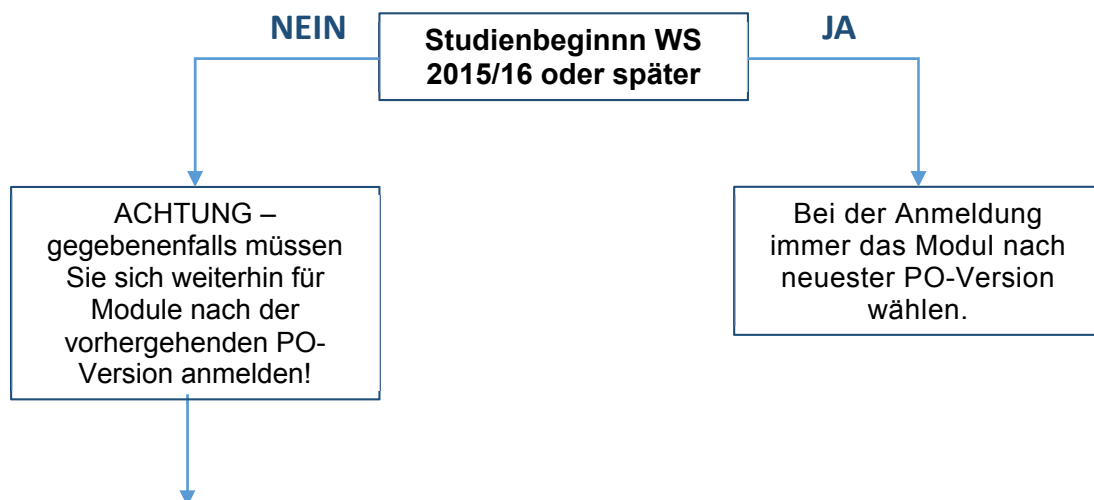 NEIN
Studienbeginnn WS
2015/16 oder später
JA
ACHTUNG –
gegebenenfalls müssen
Sie sich weiterhin für
Module nach der
vorhergehenden PO-
Version anmelden!
Bei der Anmeldung
immer das Modul nach
neuester PO-Version
wählen.